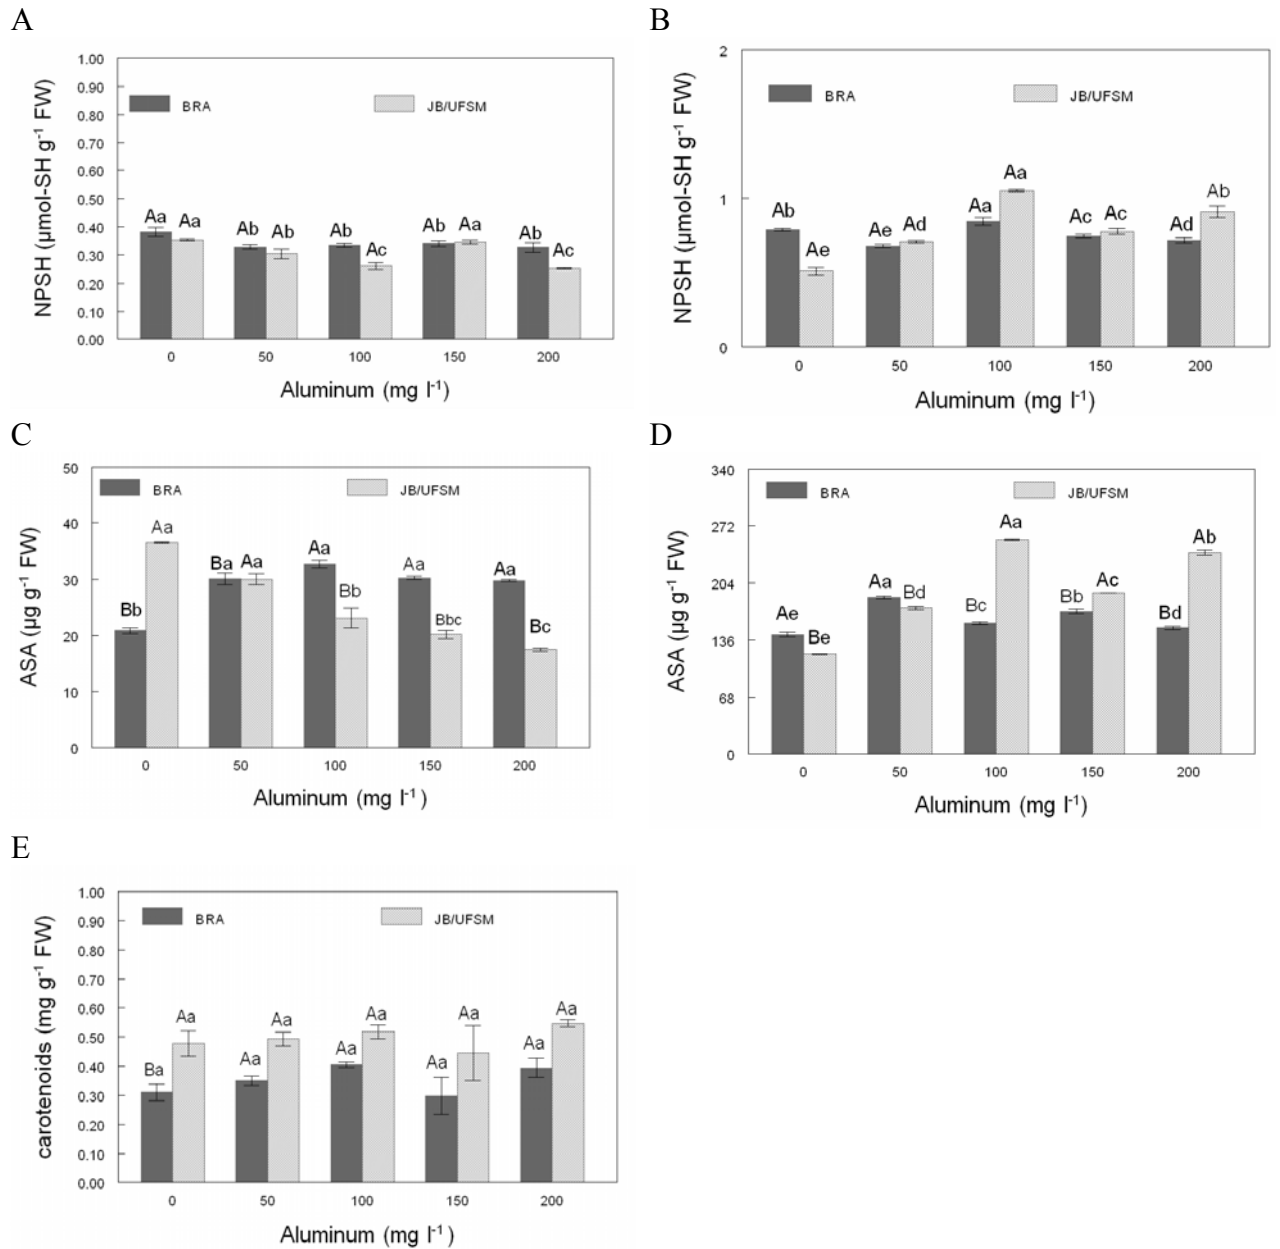 A
NPSH (µmol-SH g⁻¹ FW)
1.00
0.90
0.80
0.70
0.60
0.50
0.40
0.30
0.20
0.10
0.00
BRA
JB/UFSM
Aa Aa Ab Ab Ab Ac Ab Aa Ab Ac
0 50 100 150 200
Aluminum (mg l⁻¹)
B
NPSH (µmol-SH g⁻¹ FW)
2
1
0
BRA
JB/UFSM
Ab Ae Ae Ad Aa Aa Ac Ac Ad Ab
0 50 100 150 200
Aluminum (mg l⁻¹)
C
ASA (µg g⁻¹ FW)
50
40
30
20
10
0
BRA
JB/UFSM
Bb Aa Ba Aa Aa Bb Aa Bbc Aa Bc
0 50 100 150 200
Aluminum (mg l⁻¹)
D
ASA (µg g⁻¹ FW)
340
272
204
136
68
0
BRA
JB/UFSM
Ae Be Aa Bd Bc Aa Bb Ac Bd Ab
0 50 100 150 200
Aluminum (mg l⁻¹)
E
carotenoids (mg g⁻¹ FW)
1.00
0.90
0.80
0.70
0.60
0.50
0.40
0.30
0.20
0.10
0.00
BRA
JB/UFSM
Ba Aa Aa Aa Aa Aa Aa Aa Aa Aa
0 50 100 150 200
Aluminum (mg l⁻¹)